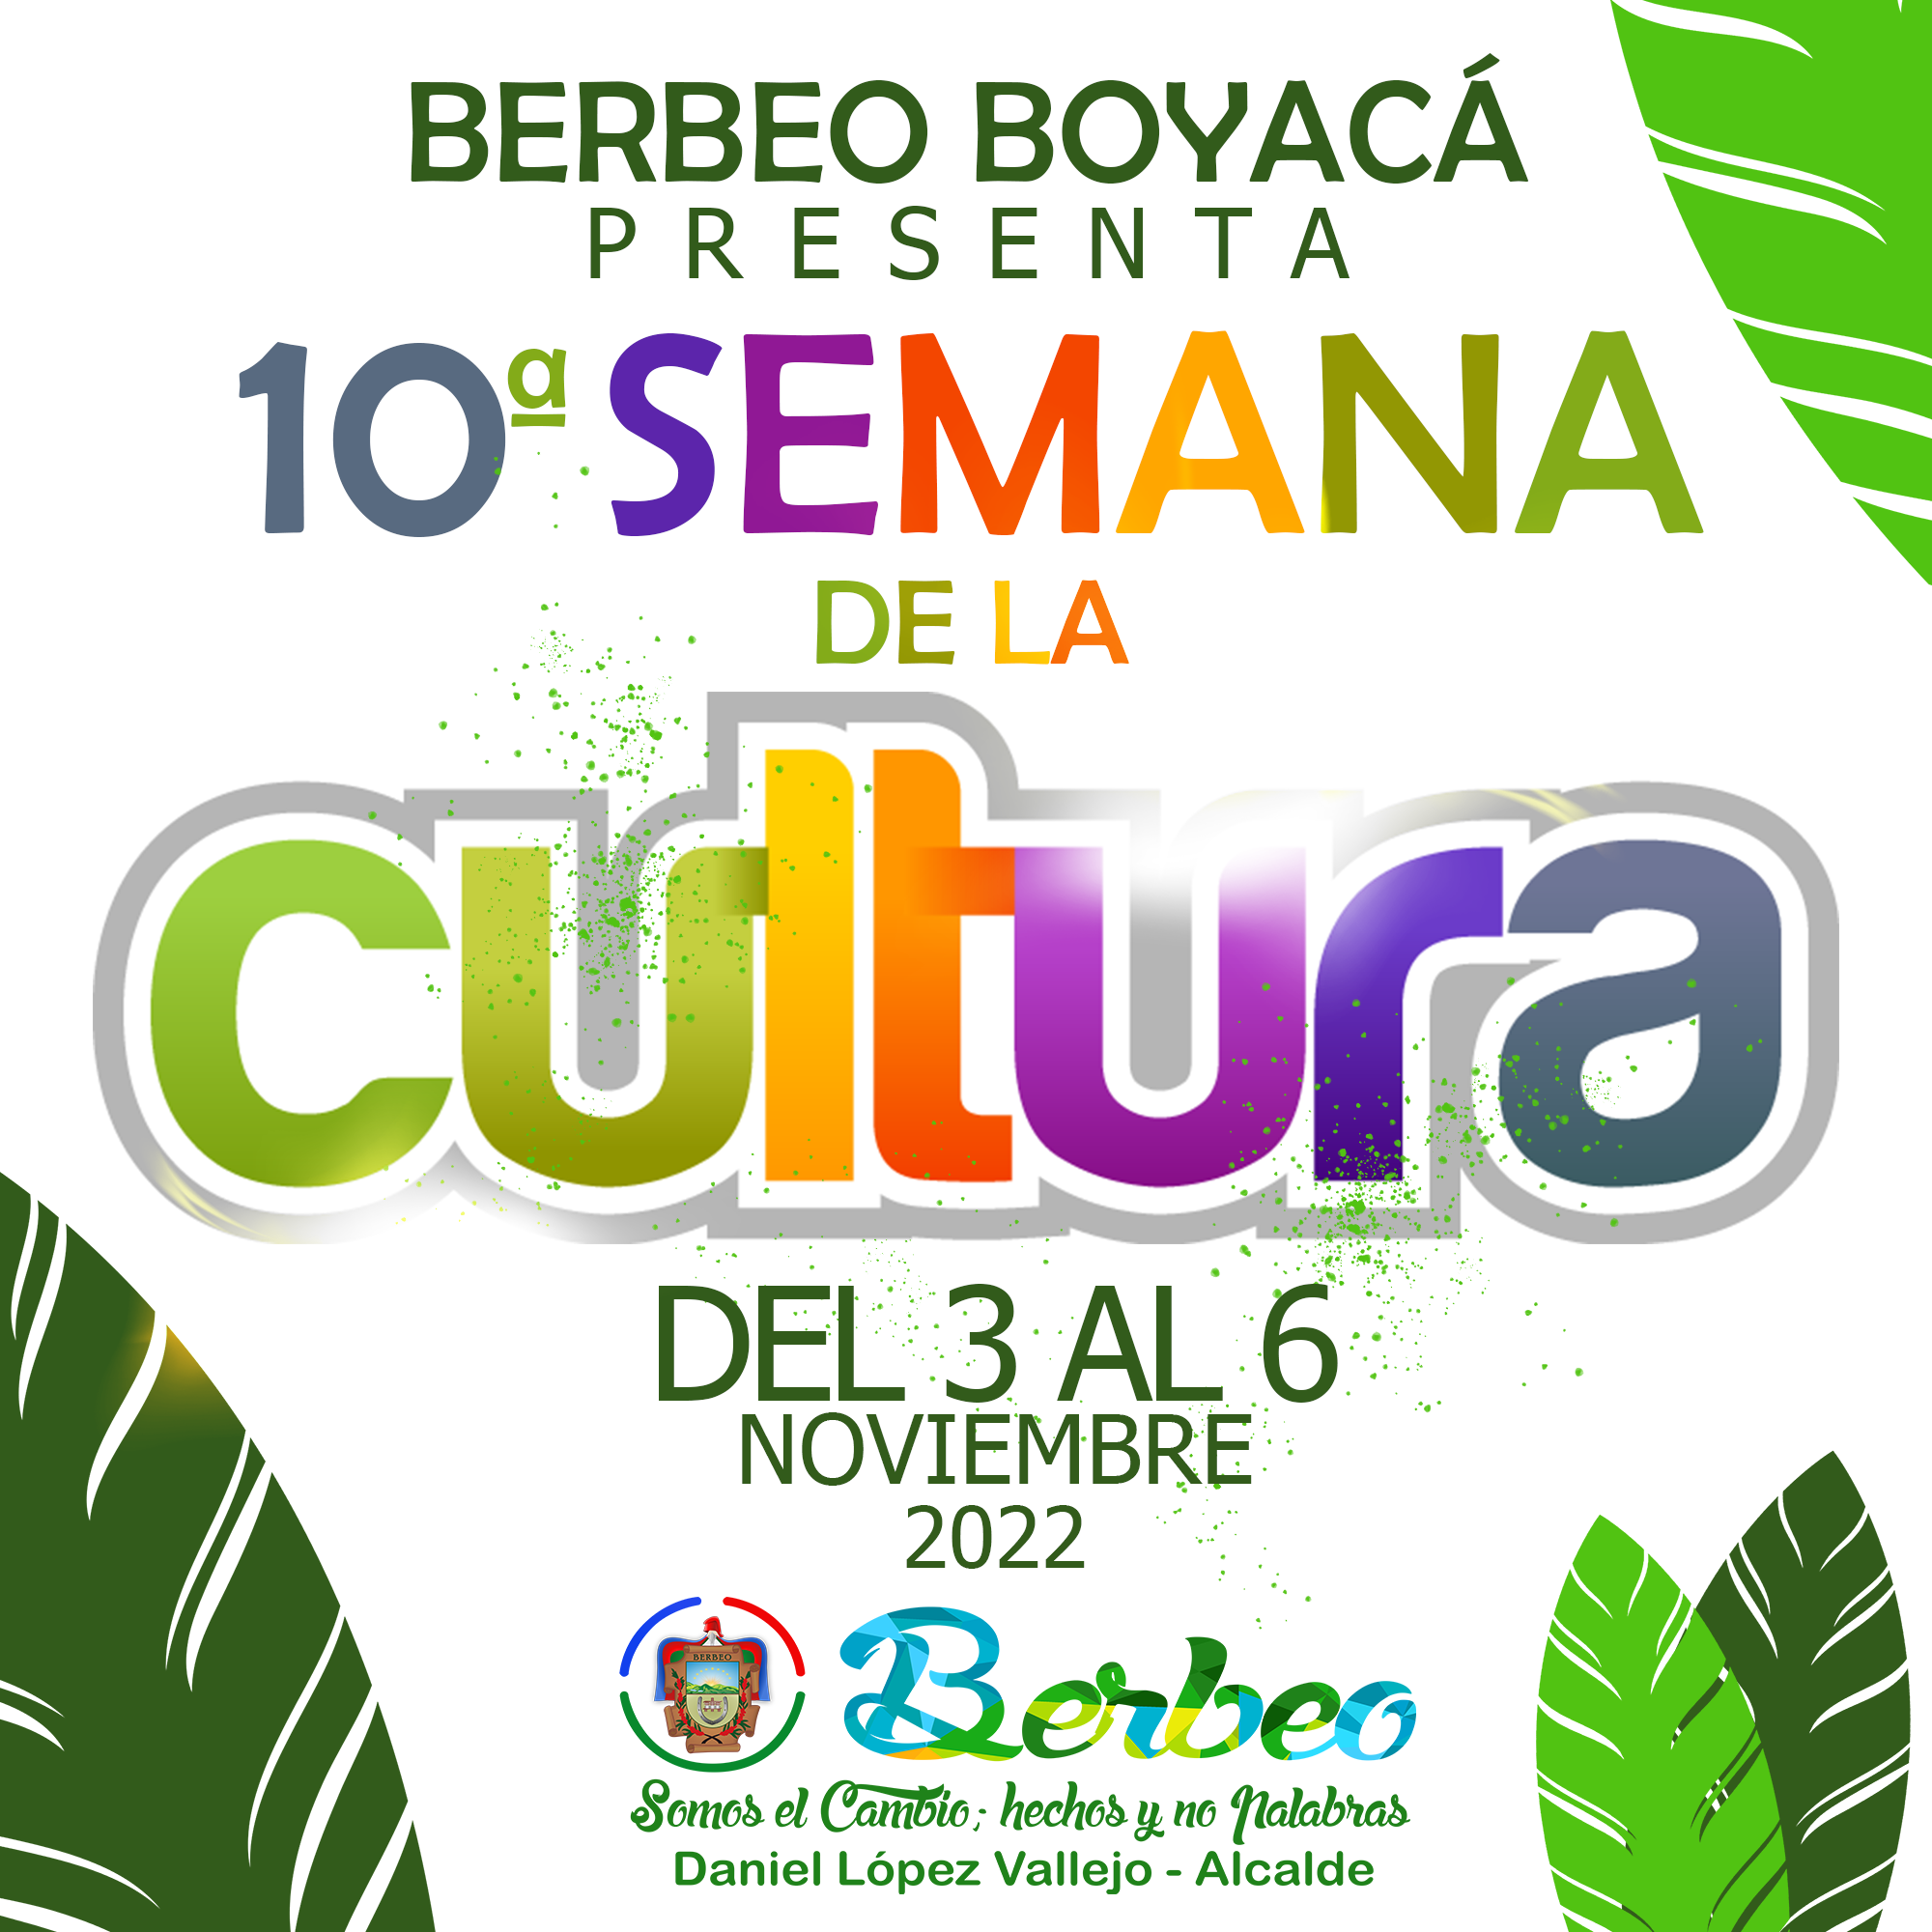 BERBEO BOYACÁ
PRESENTA
10ª SEMANA
DE LA
cultura
DEL 3 AL 6
NOVIEMBRE
2022
BERBEO
Berbeo
Somos el Cambio; hechos y no Palabras
Daniel López Vallejo - Alcalde